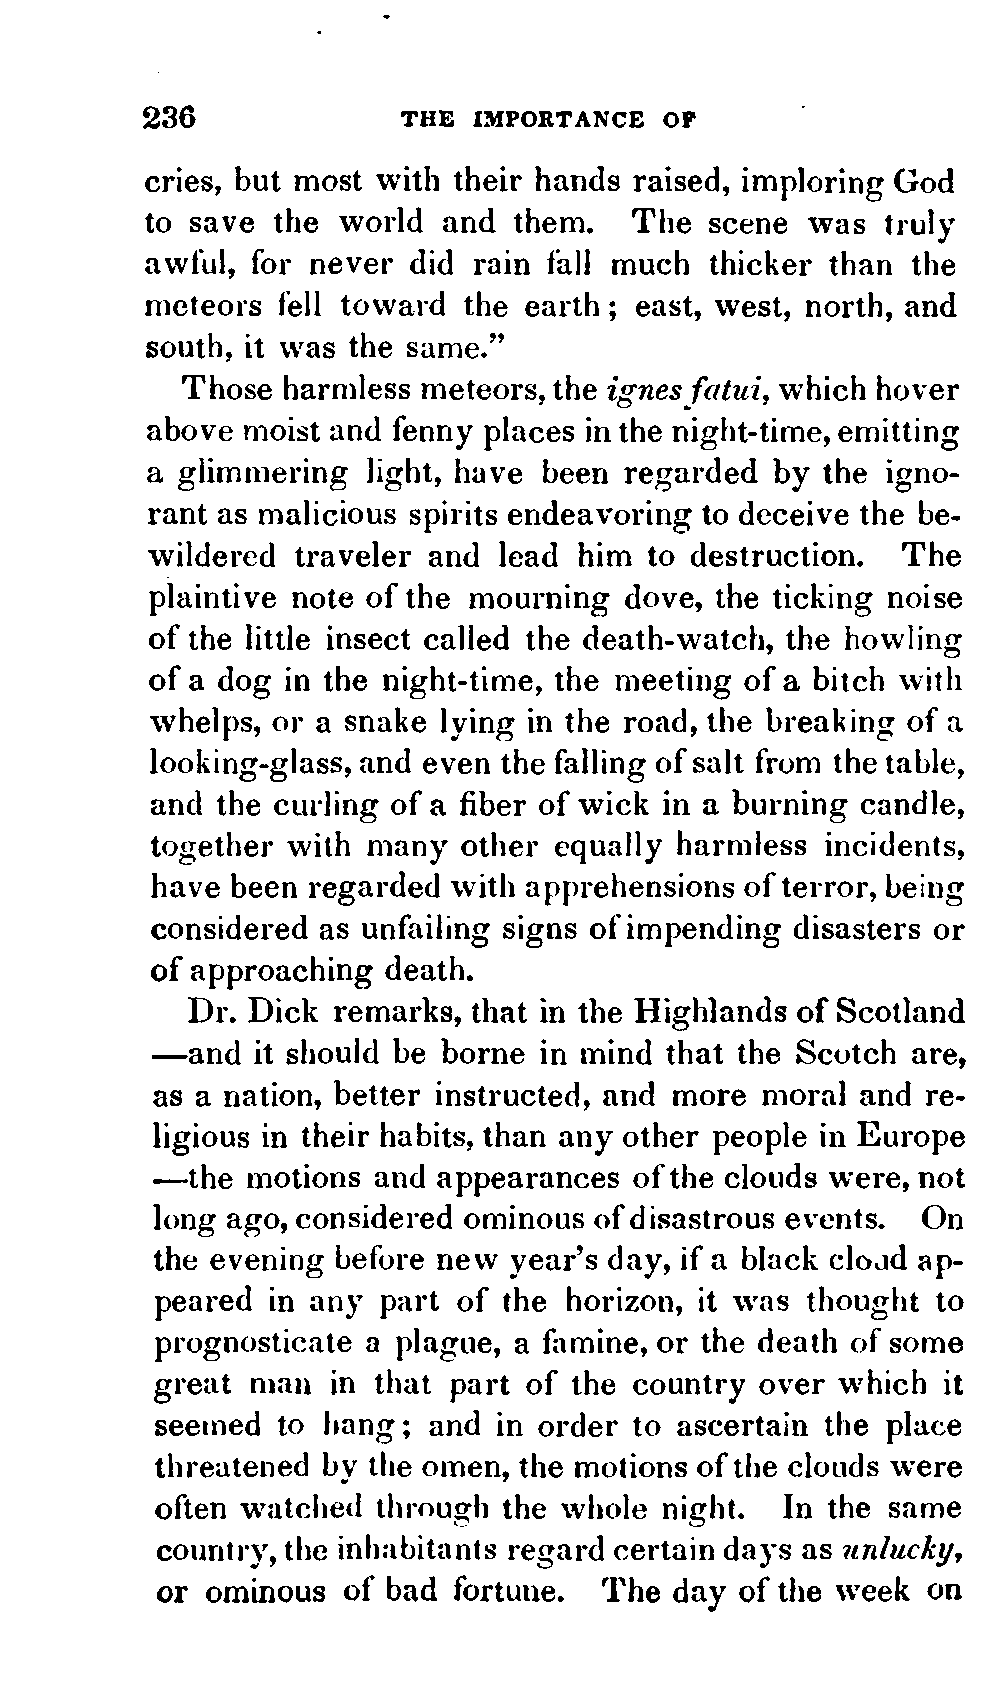 236 THE IMPORTANCE OF
cries, but most with their hands raised, imploring God
to save the world and them. The scene was truly
awful, for never did rain fall much thicker than the
meteors fell toward the earth; east, west, north, and
south, it was the same.”
Those harmless meteors, the ignes fatui, which hover
above moist and fenny places in the night-time, emitting
a glimmering light, have been regarded by the igno-
rant as malicious spirits endeavoring to deceive the be-
wildered traveler and lead him to destruction. The
plaintive note of the mourning dove, the ticking noise
of the little insect called the death-watch, the howling
of a dog in the night-time, the meeting of a bitch with
whelps, or a snake lying in the road, the breaking of a
looking-glass, and even the falling of salt from the table,
and the curling of a fiber of wick in a burning candle,
together with many other equally harmless incidents,
have been regarded with apprehensions of terror, being
considered as unfailing signs of impending disasters or
of approaching death.
Dr. Dick remarks, that in the Highlands of Scotland
—and it should be borne in mind that the Scotch are,
as a nation, better instructed, and more moral and re-
ligious in their habits, than any other people in Europe
—the motions and appearances of the clouds were, not
long ago, considered ominous of disastrous events. On
the evening before new year’s day, if a black cloud ap-
peared in any part of the horizon, it was thought to
prognosticate a plague, a famine, or the death of some
great man in that part of the country over which it
seemed to hang; and in order to ascertain the place
threatened by the omen, the motions of the clouds were
often watched through the whole night. In the same
country, the inhabitants regard certain days as unlucky,
or ominous of bad fortune. The day of the week on